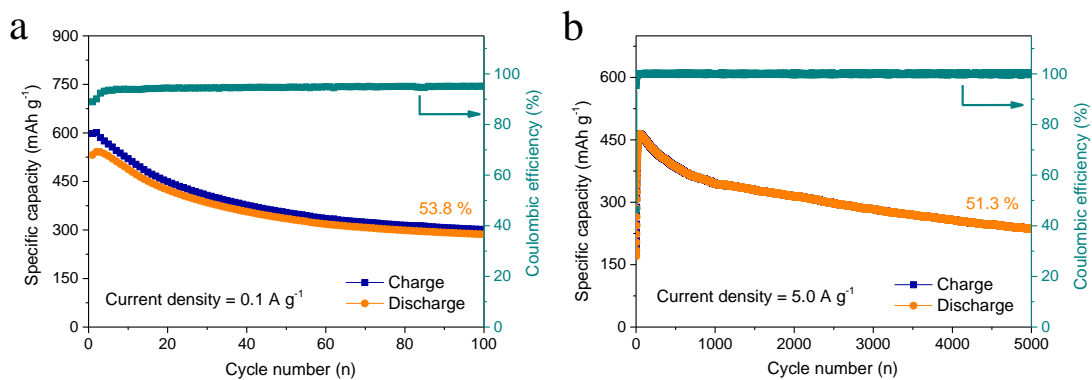 a
900
750
600
450
300
150
0
Specific capacity (mAh g⁻¹)
100
80
60
40
20
0
Coulombic efficiency (%)
53.8 %
Charge
Discharge
Current density = 0.1 A g⁻¹
0 20 40 60 80 100
Cycle number (n)
b
600
450
300
150
0
Specific capacity (mAh g⁻¹)
100
80
60
40
20
0
Coulombic efficiency (%)
51.3 %
Charge
Discharge
Current density = 5.0 A g⁻¹
0 1000 2000 3000 4000 5000
Cycle number (n)